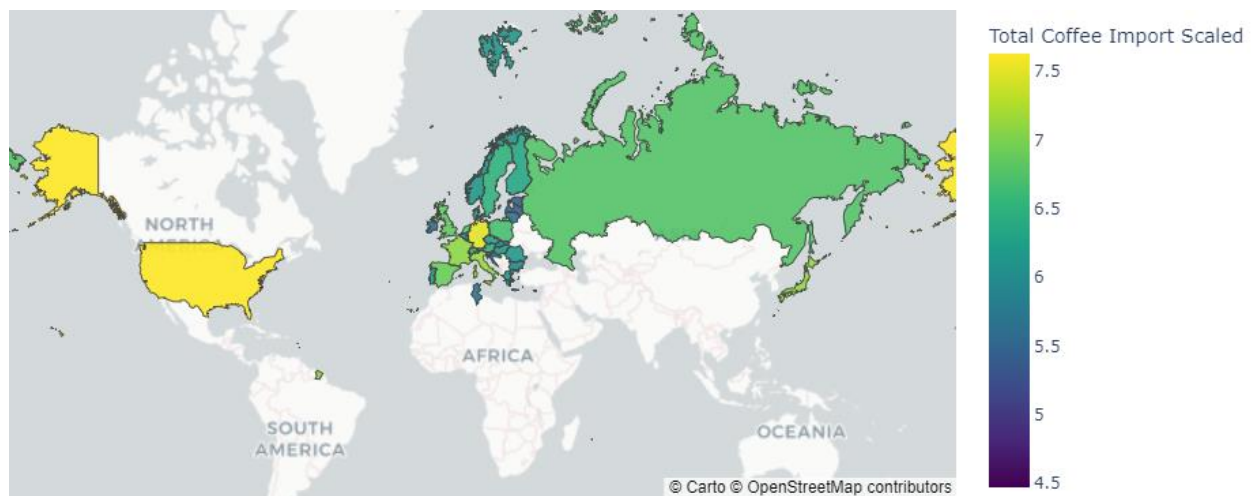 Total Coffee Import Scaled
7.5
7
6.5
6
5.5
5
4.5
NORTH
AMERICA
AFRICA
SOUTH
AMERICA
OCEANIA
© Carto © OpenStreetMap contributors